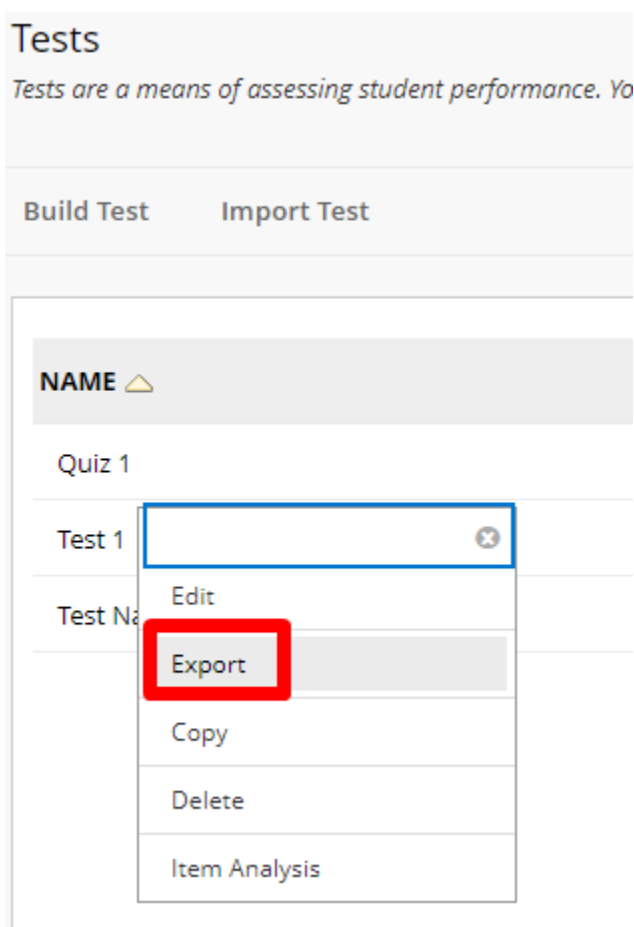 Tests
Tests are a means of assessing student performance. Yo
Build Test Import Test
NAME
Quiz 1
Test 1
Edit
Test Na
Export
Copy
Delete
Item Analysis